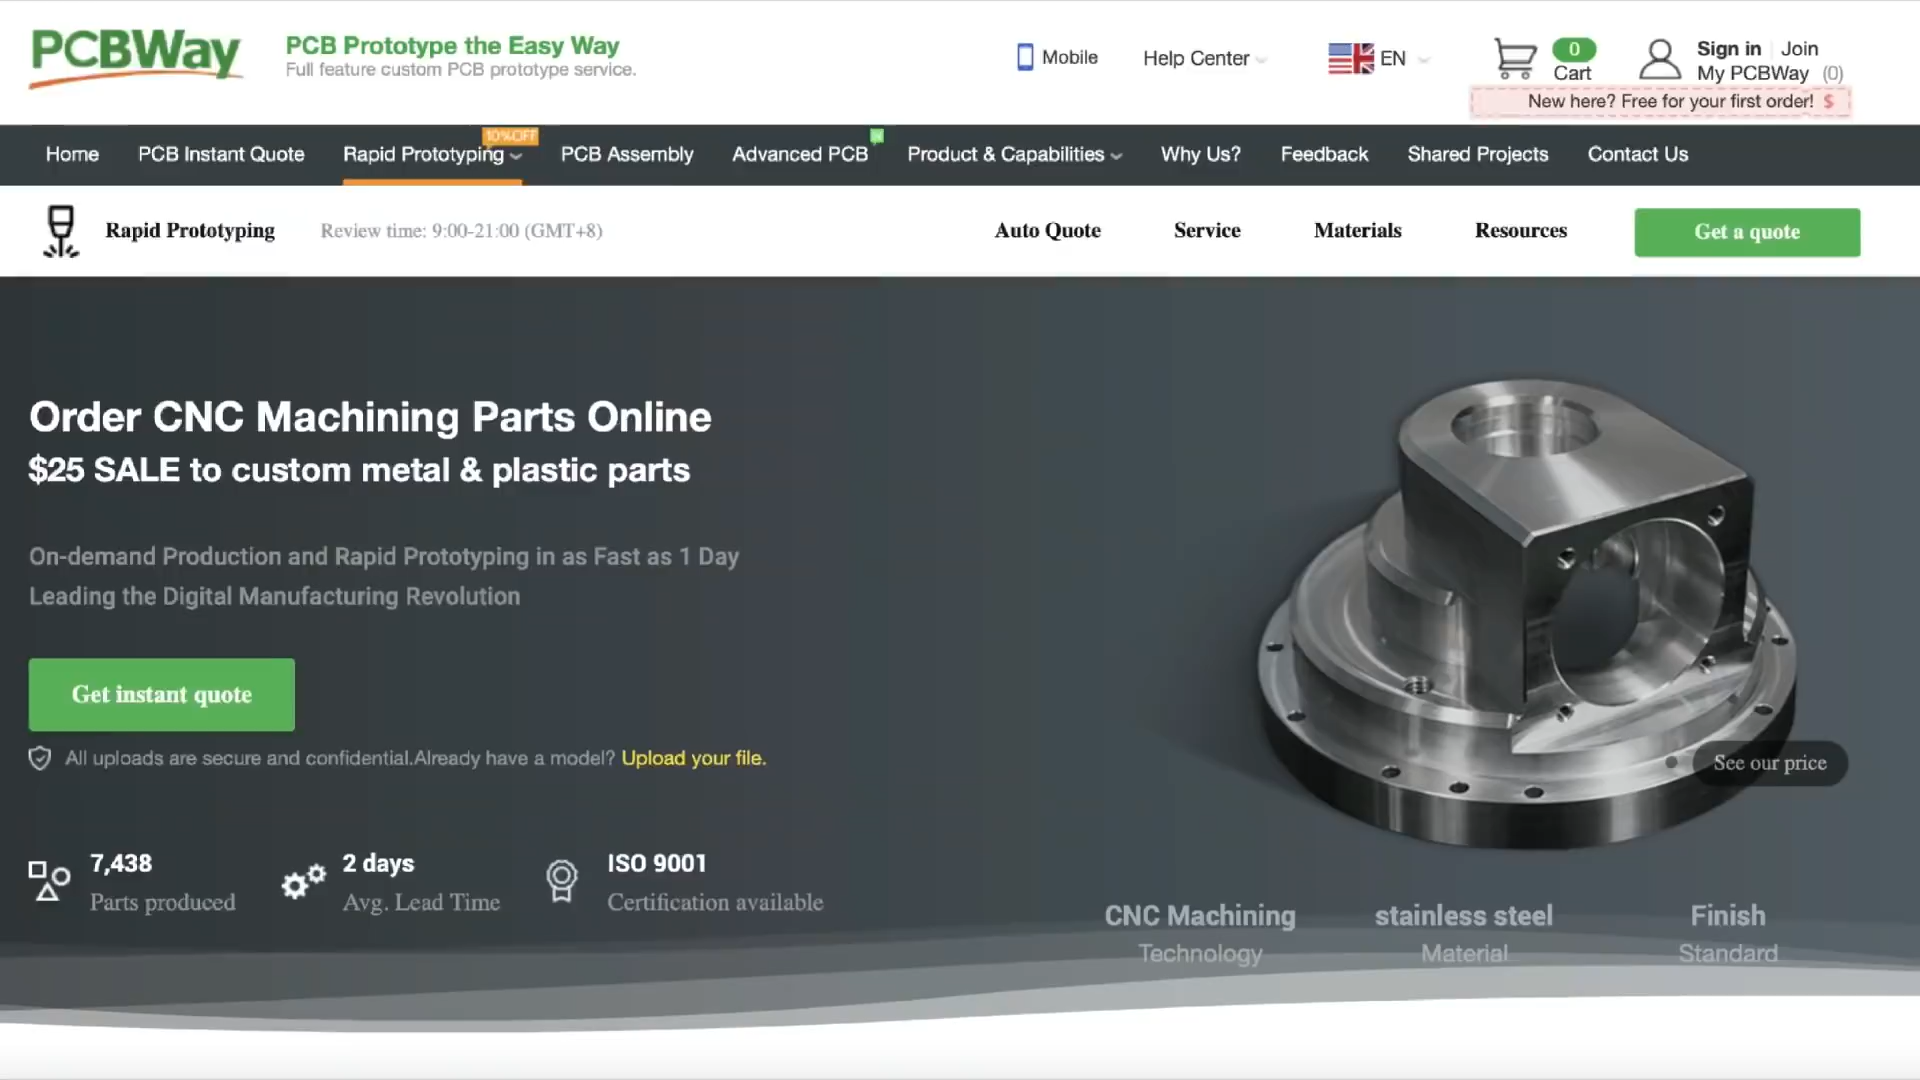 PCBWay
PCB Prototype the Easy Way
Full feature custom PCB prototype service.
Mobile
Help Center
EN
0
Cart
Sign in
Join
My PCBWay (0)
New here? Free for your first order! $
Home
PCB Instant Quote
Rapid Prototyping
10%OFF
PCB Assembly
Advanced PCB
Product & Capabilities
Why Us?
Feedback
Shared Projects
Contact Us
Rapid Prototyping
Review time: 9:00-21:00 (GMT+8)
Auto Quote
Service
Materials
Resources
Get a quote
Order CNC Machining Parts Online
$25 SALE to custom metal & plastic parts
On-demand Production and Rapid Prototyping in as Fast as 1 Day
Leading the Digital Manufacturing Revolution
Get instant quote
All uploads are secure and confidential.Already have a model? Upload your file.
See our price
7,438
Parts produced
2 days
Avg. Lead Time
ISO 9001
Certification available
CNC Machining
Technology
stainless steel
Material
Finish
Standard